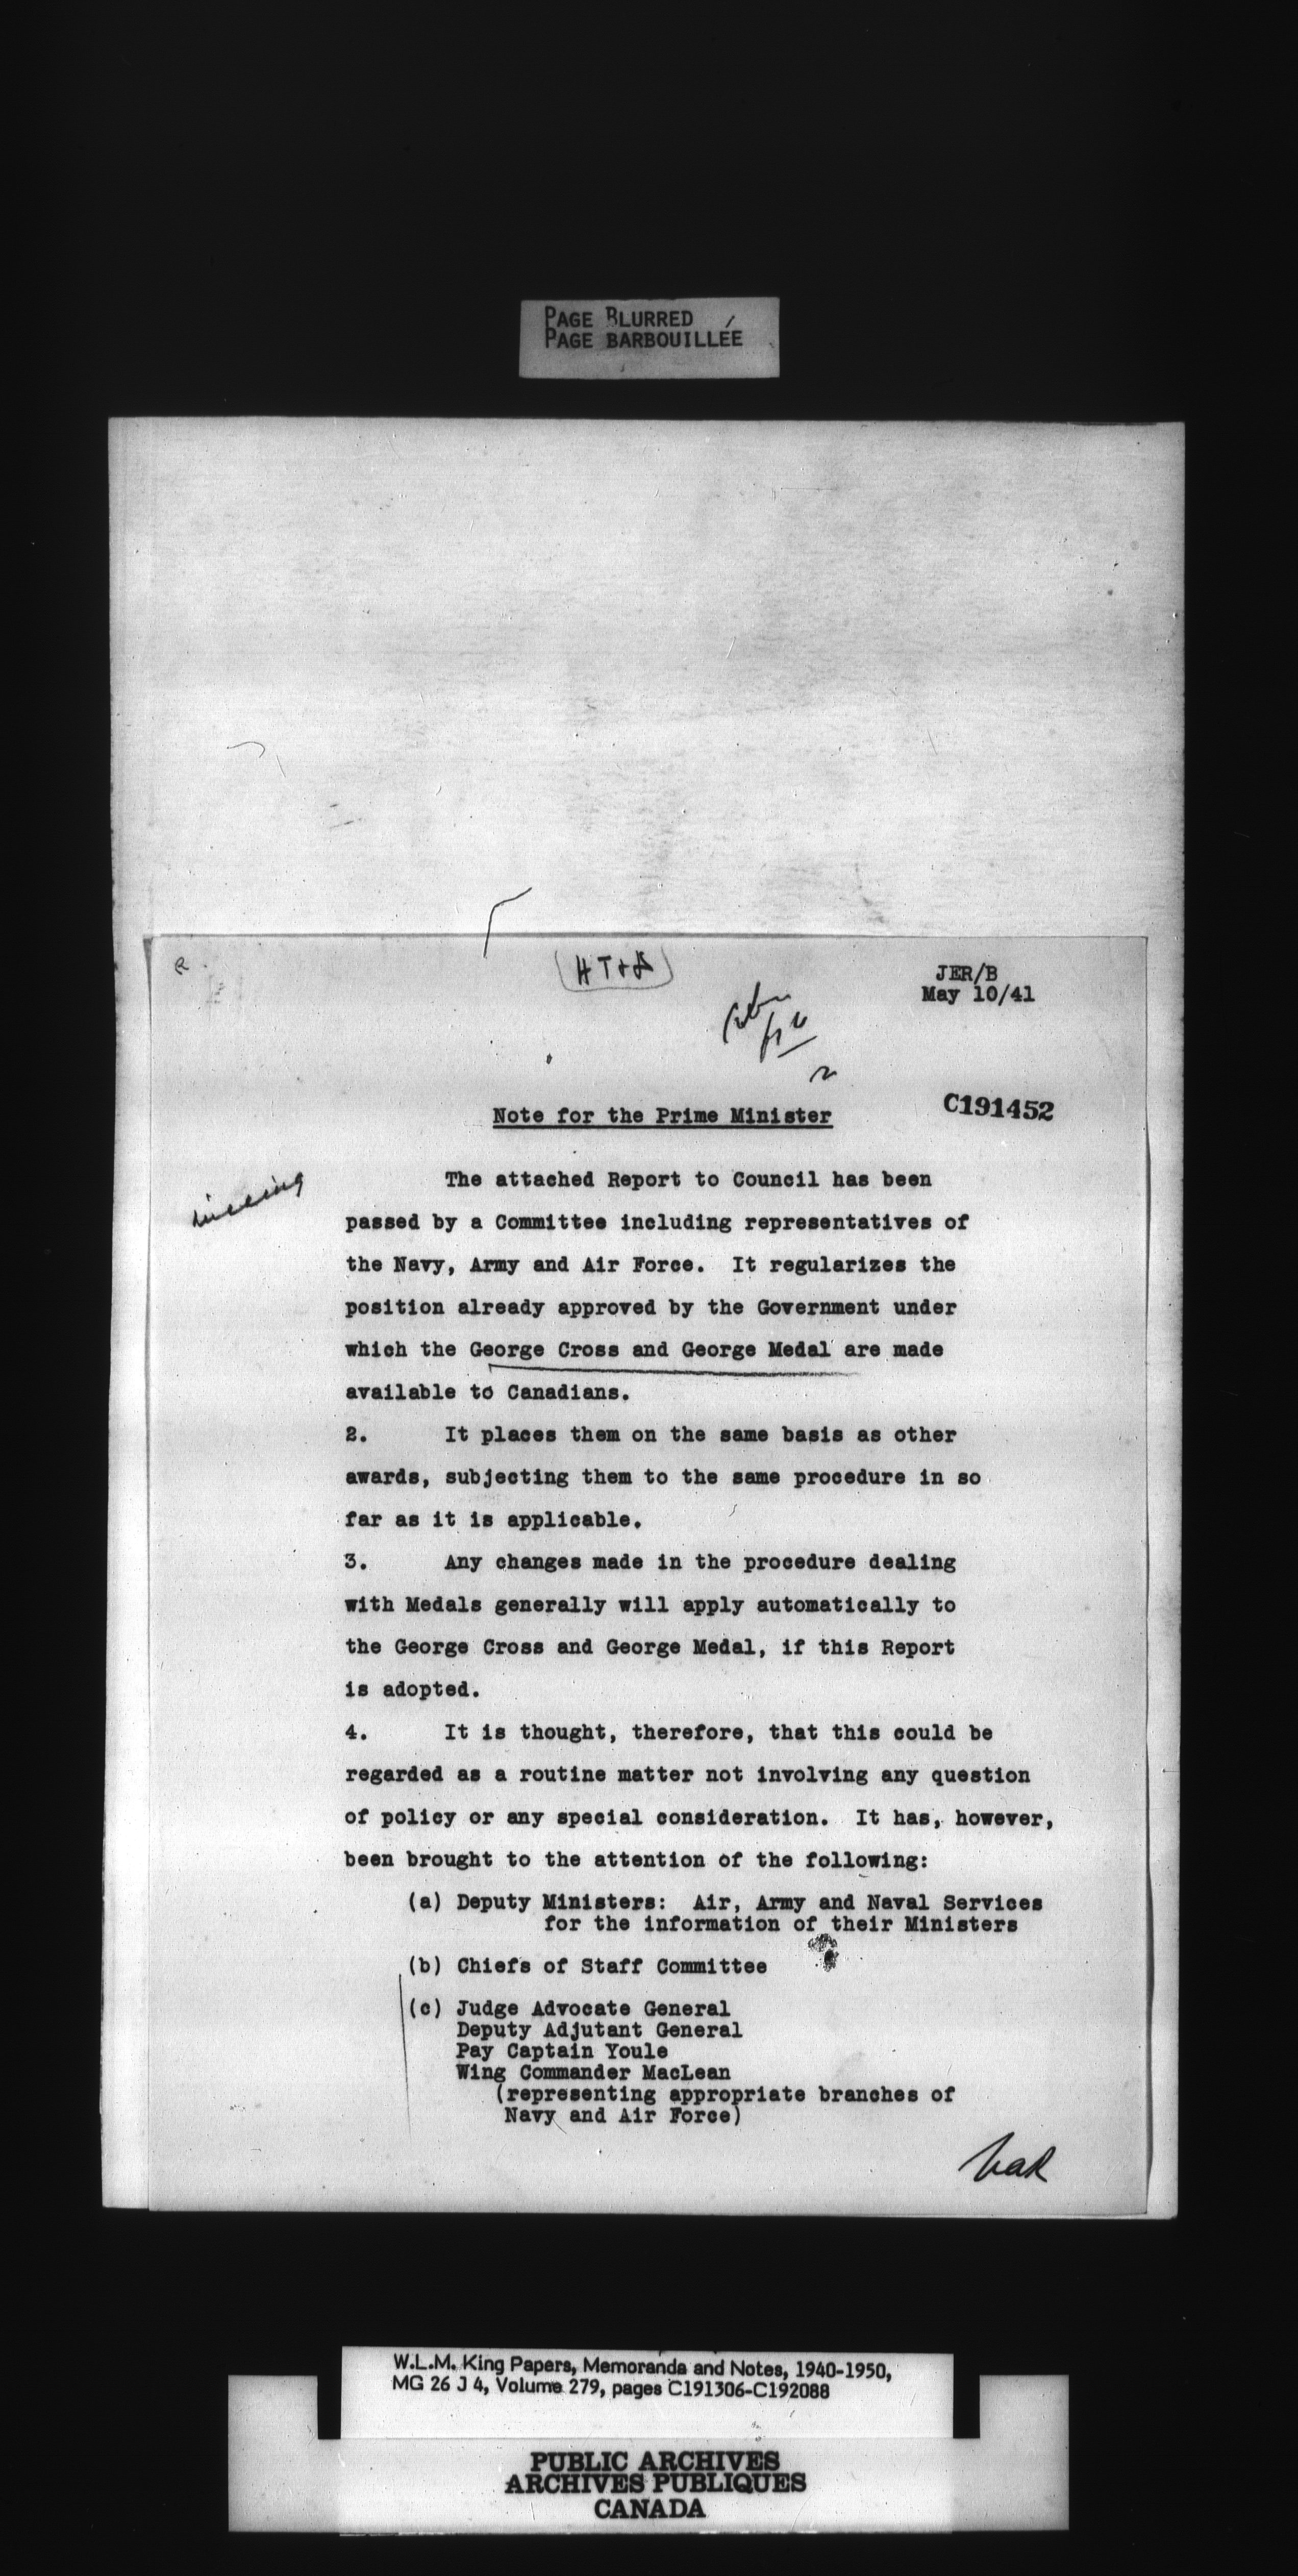 PAGE BLURRED
PAGE BARBOUILLÉE
JER/B
May 10/41
C191452
Note for the Prime Minister
missing
The attached Report to Council has been
passed by a Committee including representatives of
the Navy, Army and Air Force. It regularizes the
position already approved by the Government under
which the George Cross and George Medal are made
available to Canadians.
2. It places them on the same basis as other
awards, subjecting them to the same procedure in so
far as it is applicable.
3. Any changes made in the procedure dealing
with Medals generally will apply automatically to
the George Cross and George Medal, if this Report
is adopted.
4. It is thought, therefore, that this could be
regarded as a routine matter not involving any question
of policy or any special consideration. It has, however,
been brought to the attention of the following:
(a) Deputy Ministers: Air, Army and Naval Services
for the information of their Ministers
(b) Chiefs of Staff Committee
(c) Judge Advocate General
Deputy Adjutant General
Pay Captain Youle
Wing Commander MacLean
(representing appropriate branches of
Navy and Air Force)
W.L.M. King Papers, Memoranda and Notes, 1940-1950,
MG 26 J 4, Volume 279, pages C191306-C192088
PUBLIC ARCHIVES
ARCHIVES PUBLIQUES
CANADA